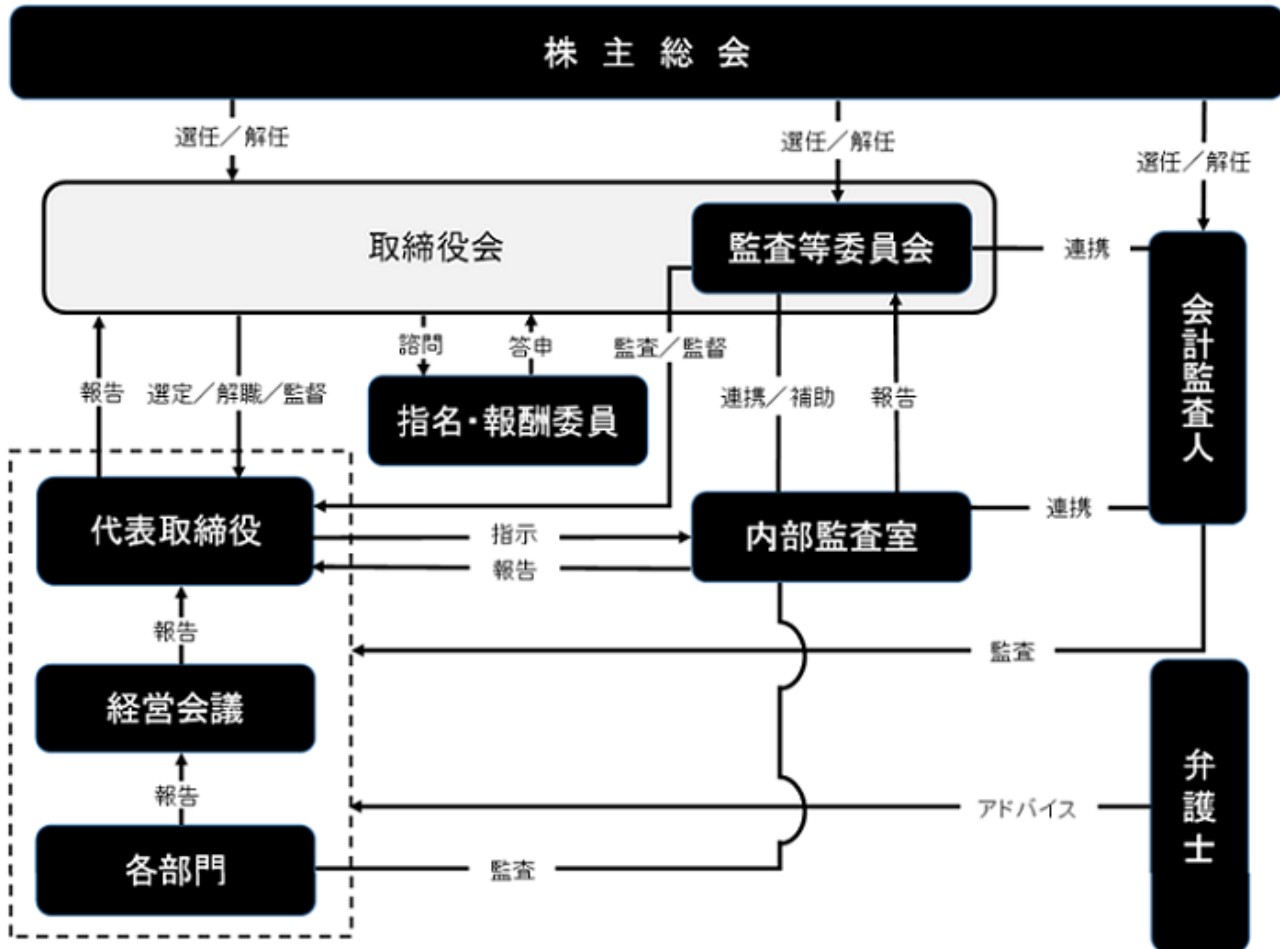 株主総会
選任／解任
選任／解任
選任／解任
取締役会
監査等委員会
連携
会計監査人
諮問
答申
監査／監督
報告
選定／解職／監督
連携／補助
報告
指名・報酬委員
代表取締役
指示
報告
内部監査室
連携
報告
監査
経営会議
報告
アドバイス
弁護士
各部門
監査